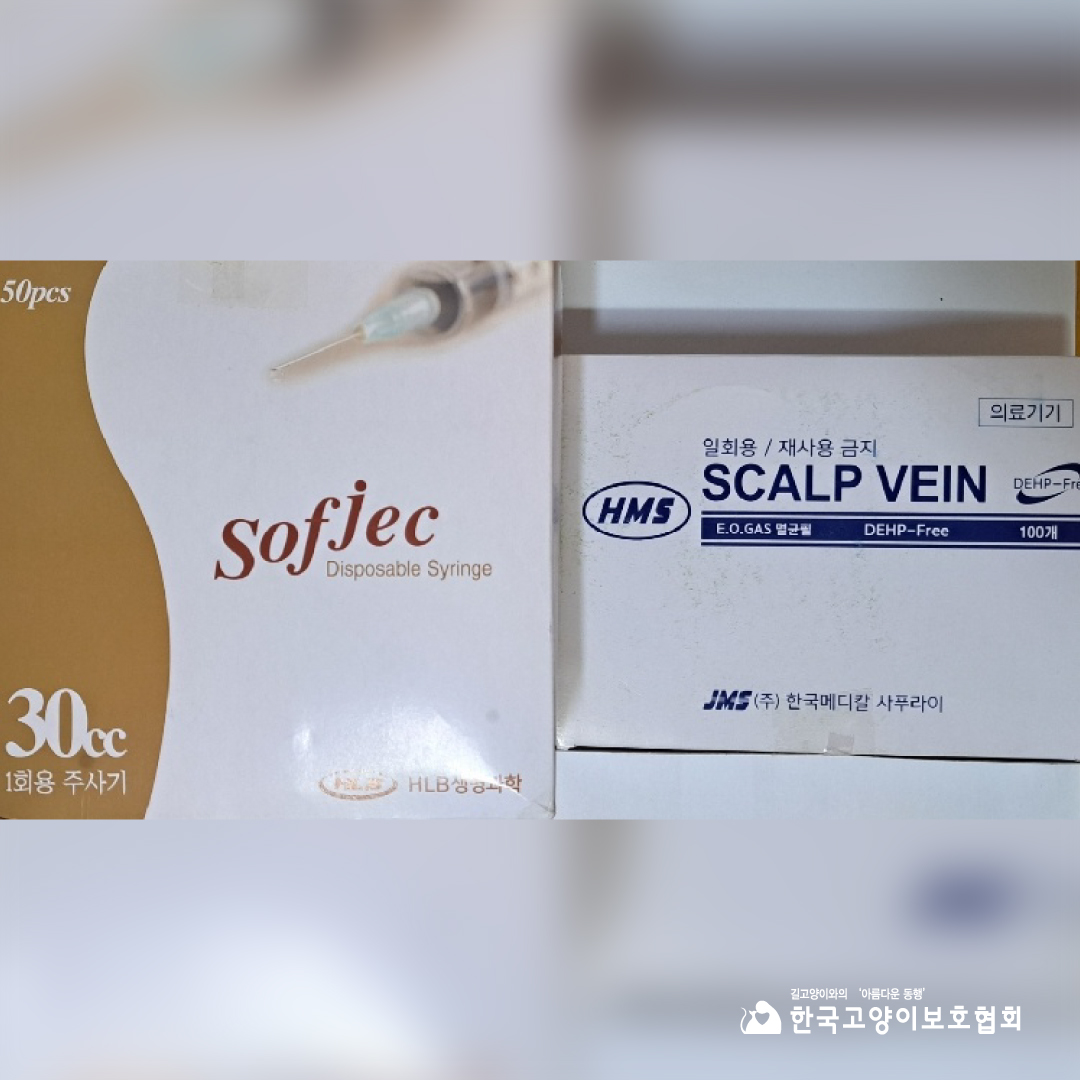 50pcs
Sofjec
Disposable Syringe
30cc
1회용 주사기
HLS HLB생명과학
의료기기
일회용 / 재사용 금지
HMS
SCALP VEIN
DEHP-Fre
E.O.GAS 멸균필 DEHP-Free 100개
JMS (주) 한국메디칼 사푸라이
길고양이와의 '아름다운 동행'
한국고양이보호협회